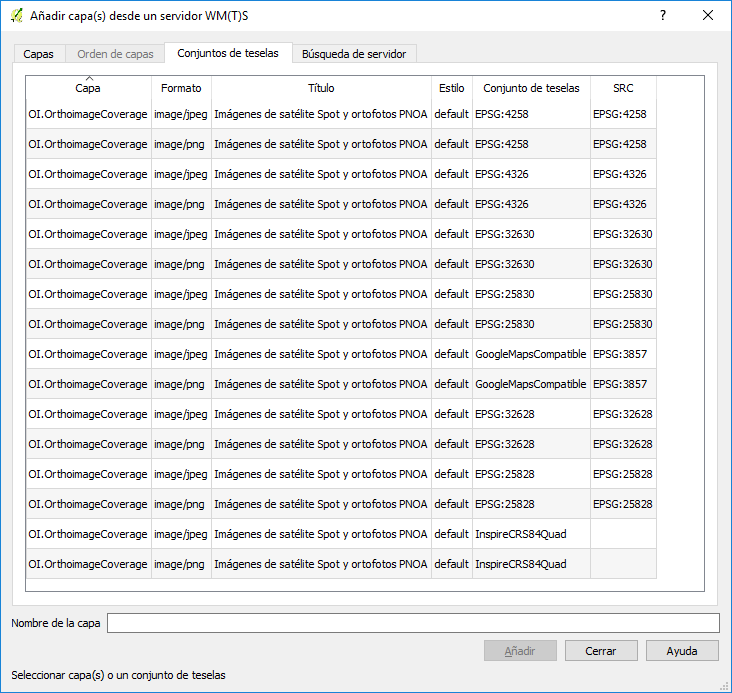 Añadir capa(s) desde un servidor WM(T)S
Capas Orden de capas Conjuntos de teselas Búsqueda de servidor
Capa Formato Título Estilo Conjunto de teselas SRC
OI.OrthoimageCoverage image/jpeg Imágenes de satélite Spot y ortofotos PNOA default EPSG:4258 EPSG:4258
OI.OrthoimageCoverage image/png Imágenes de satélite Spot y ortofotos PNOA default EPSG:4258 EPSG:4258
OI.OrthoimageCoverage image/jpeg Imágenes de satélite Spot y ortofotos PNOA default EPSG:4326 EPSG:4326
OI.OrthoimageCoverage image/png Imágenes de satélite Spot y ortofotos PNOA default EPSG:4326 EPSG:4326
OI.OrthoimageCoverage image/jpeg Imágenes de satélite Spot y ortofotos PNOA default EPSG:32630 EPSG:32630
OI.OrthoimageCoverage image/png Imágenes de satélite Spot y ortofotos PNOA default EPSG:32630 EPSG:32630
OI.OrthoimageCoverage image/jpeg Imágenes de satélite Spot y ortofotos PNOA default EPSG:25830 EPSG:25830
OI.OrthoimageCoverage image/png Imágenes de satélite Spot y ortofotos PNOA default EPSG:25830 EPSG:25830
OI.OrthoimageCoverage image/jpeg Imágenes de satélite Spot y ortofotos PNOA default GoogleMapsCompatible EPSG:3857
OI.OrthoimageCoverage image/png Imágenes de satélite Spot y ortofotos PNOA default GoogleMapsCompatible EPSG:3857
OI.OrthoimageCoverage image/jpeg Imágenes de satélite Spot y ortofotos PNOA default EPSG:32628 EPSG:32628
OI.OrthoimageCoverage image/png Imágenes de satélite Spot y ortofotos PNOA default EPSG:32628 EPSG:32628
OI.OrthoimageCoverage image/jpeg Imágenes de satélite Spot y ortofotos PNOA default EPSG:25828 EPSG:25828
OI.OrthoimageCoverage image/png Imágenes de satélite Spot y ortofotos PNOA default EPSG:25828 EPSG:25828
OI.OrthoimageCoverage image/jpeg Imágenes de satélite Spot y ortofotos PNOA default InspireCRS84Quad
OI.OrthoimageCoverage image/png Imágenes de satélite Spot y ortofotos PNOA default InspireCRS84Quad
Nombre de la capa
Añadir Cerrar Ayuda
Seleccionar capa(s) o un conjunto de teselas